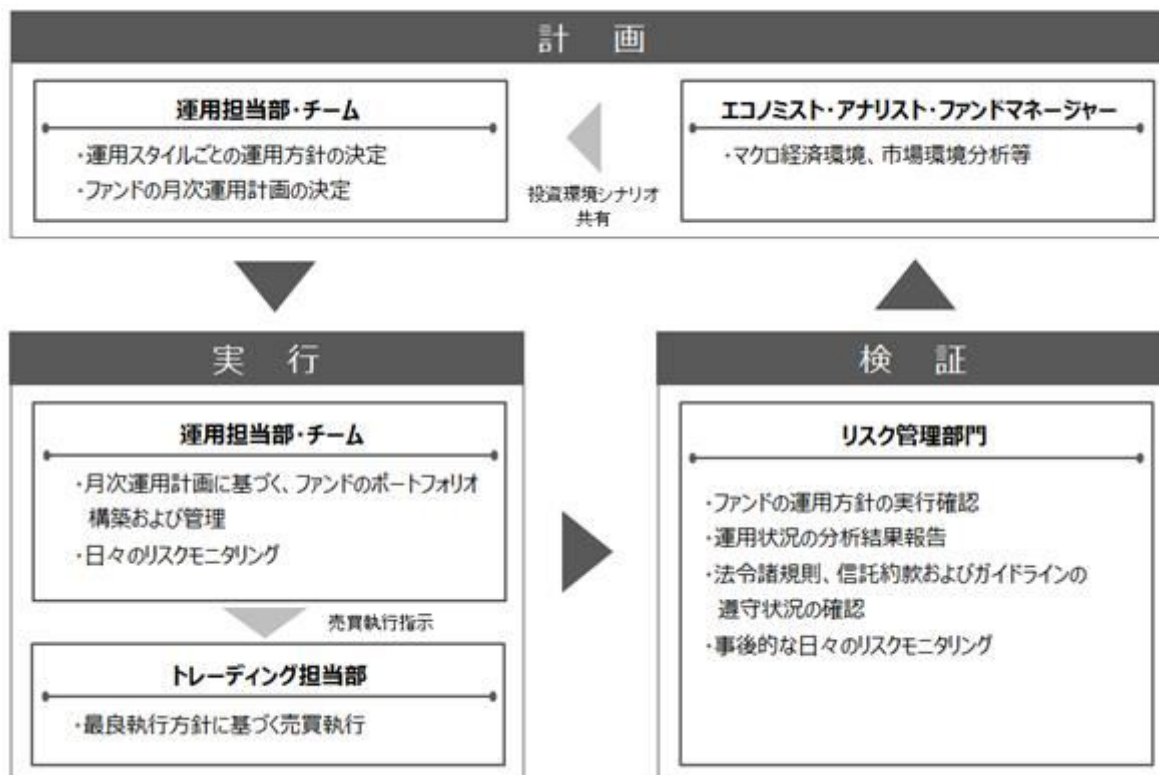 計 画
運用担当部・チーム
・運用スタイルごとの運用方針の決定
・ファンドの月次運用計画の決定
投資環境シナリオ
共有
エコノミスト・アナリスト・ファンドマネージャー
・マクロ経済環境、市場環境分析等
実 行
運用担当部・チーム
・月次運用計画に基づく、ファンドのポートフォリオ
構築および管理
・日々のリスクモニタリング
売買執行指示
トレーディング担当部
・最良執行方針に基づく売買執行
検 証
リスク管理部門
・ファンドの運用方針の実行確認
・運用状況の分析結果報告
・法令諸規則、信託約款およびガイドラインの
遵守状況の確認
・事後的な日々のリスクモニタリング